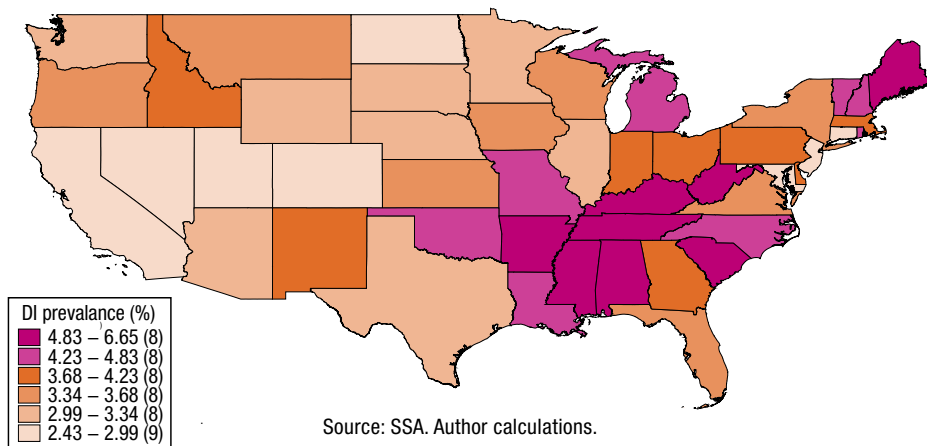 DI prevalance (%)
4.83 – 6.65 (8)
4.23 – 4.83 (8)
3.68 – 4.23 (8)
3.34 – 3.68 (8)
2.99 – 3.34 (8)
2.43 – 2.99 (9)
Source: SSA. Author calculations.